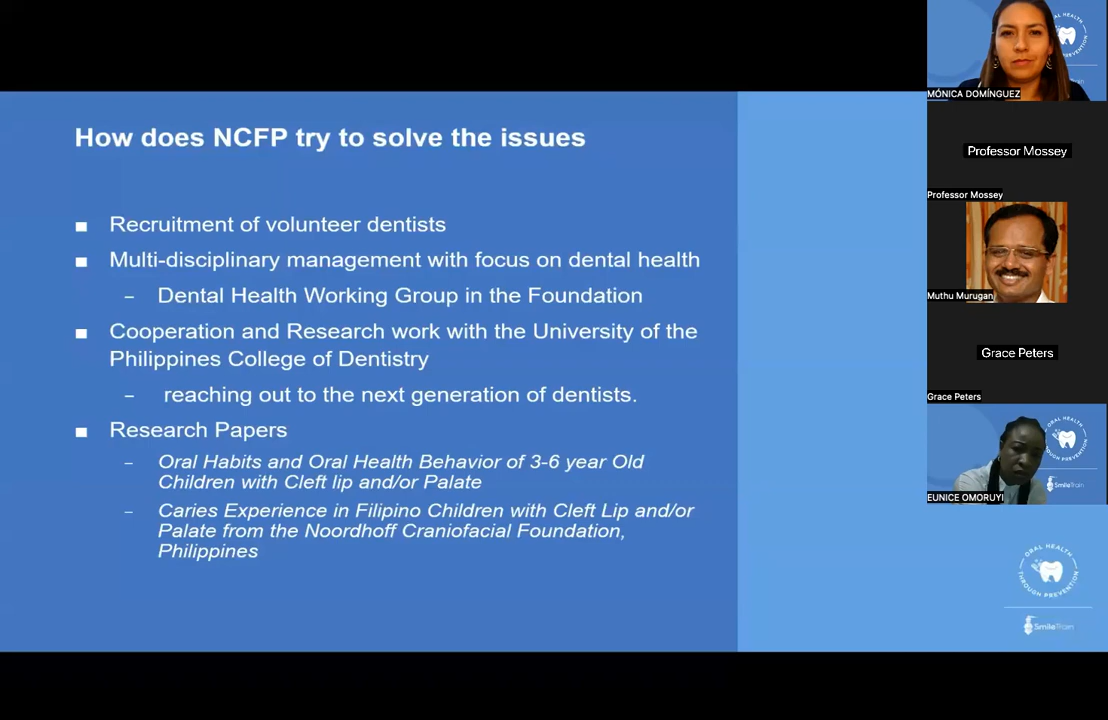 How does NCFP try to solve the issues
■ Recruitment of volunteer dentists
■ Multi-disciplinary management with focus on dental health
– Dental Health Working Group in the Foundation
■ Cooperation and Research work with the University of the
Philippines College of Dentistry
– reaching out to the next generation of dentists.
■ Research Papers
– Oral Habits and Oral Health Behavior of 3-6 year Old
Children with Cleft lip and/or Palate
– Caries Experience in Filipino Children with Cleft Lip and/or
Palate from the Noordhoff Craniofacial Foundation,
Philippines
MÓNICA DOMÍNGUEZ
Professor Mossey
Professor Mossey
Muthu Murugan
Grace Peters
Grace Peters
EUNICE OMORUYI
SmileTrain
ORAL HEALTH
THROUGH PREVENTION
SmileTrain